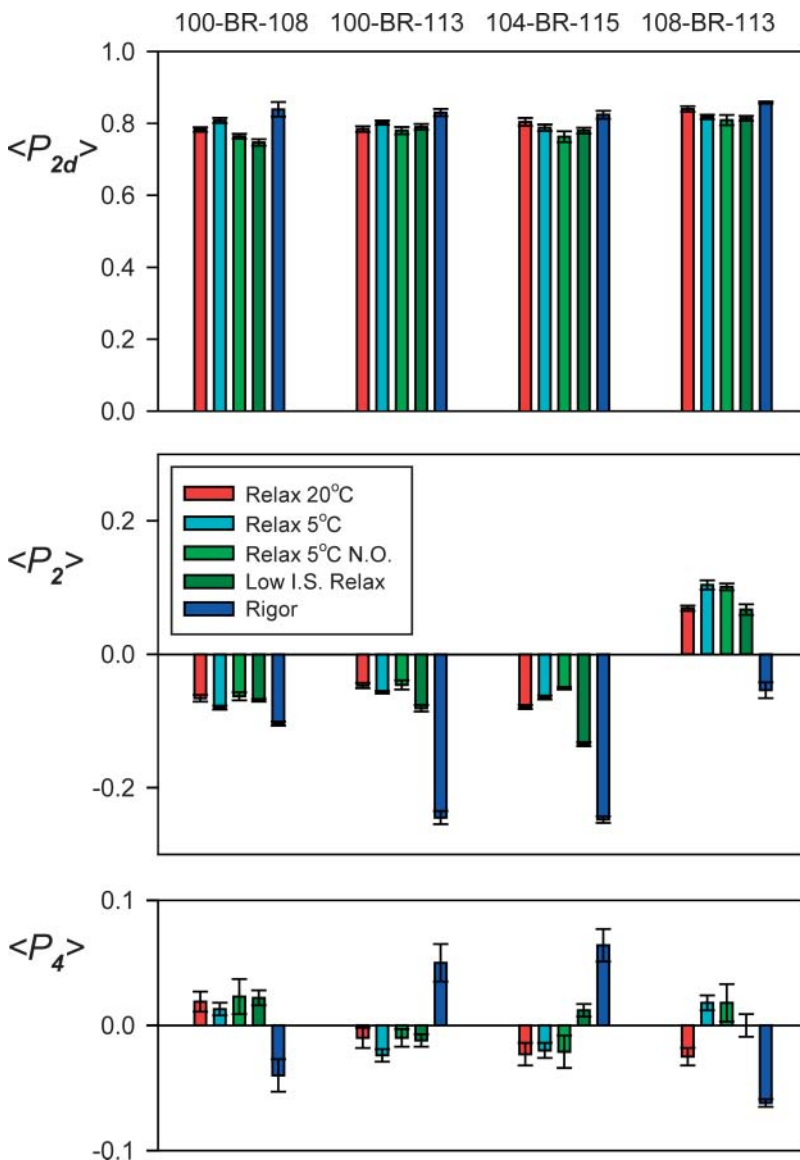 100-BR-108 100-BR-113 104-BR-115 108-BR-113
<P2d>
1.0
0.8
0.6
0.4
0.2
0.0
<P2>
0.2
0.0
-0.2
Relax 20°C
Relax 5°C
Relax 5°C N.O.
Low I.S. Relax
Rigor
<P4>
0.1
0.0
-0.1